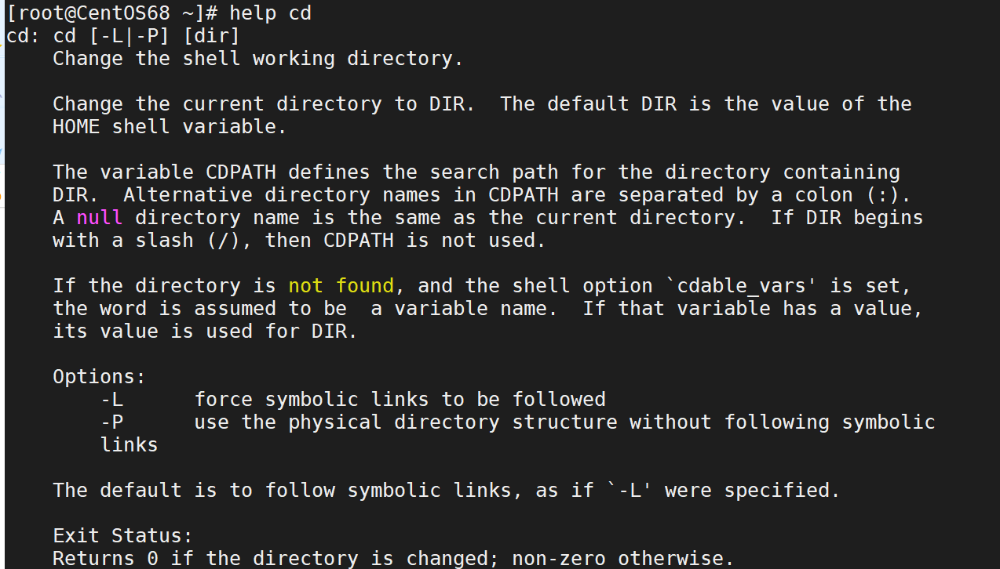 [root@CentOS68 ~]# help cd
cd: cd [-L|-P] [dir]
    Change the shell working directory.

    Change the current directory to DIR.  The default DIR is the value of the
    HOME shell variable.

    The variable CDPATH defines the search path for the directory containing
    DIR.  Alternative directory names in CDPATH are separated by a colon (:).
    A null directory name is the same as the current directory.  If DIR begins
    with a slash (/), then CDPATH is not used.

    If the directory is not found, and the shell option `cdable_vars' is set,
    the word is assumed to be  a variable name.  If that variable has a value,
    its value is used for DIR.

    Options:
        -L      force symbolic links to be followed
        -P      use the physical directory structure without following symbolic
        links

    The default is to follow symbolic links, as if `-L' were specified.

    Exit Status:
    Returns 0 if the directory is changed; non-zero otherwise.